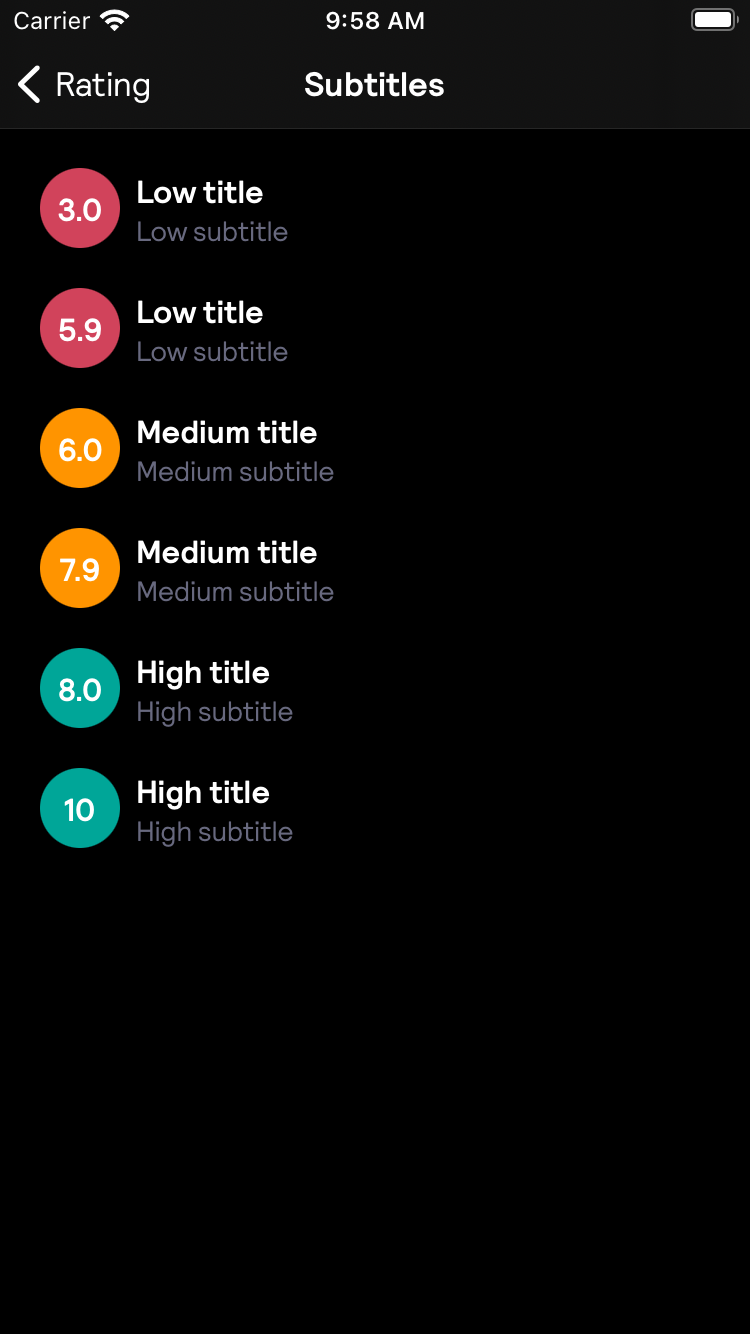 Carrier 9:58 AM
Rating Subtitles
3.0 Low title
Low subtitle
5.9 Low title
Low subtitle
6.0 Medium title
Medium subtitle
7.9 Medium title
Medium subtitle
8.0 High title
High subtitle
10 High title
High subtitle